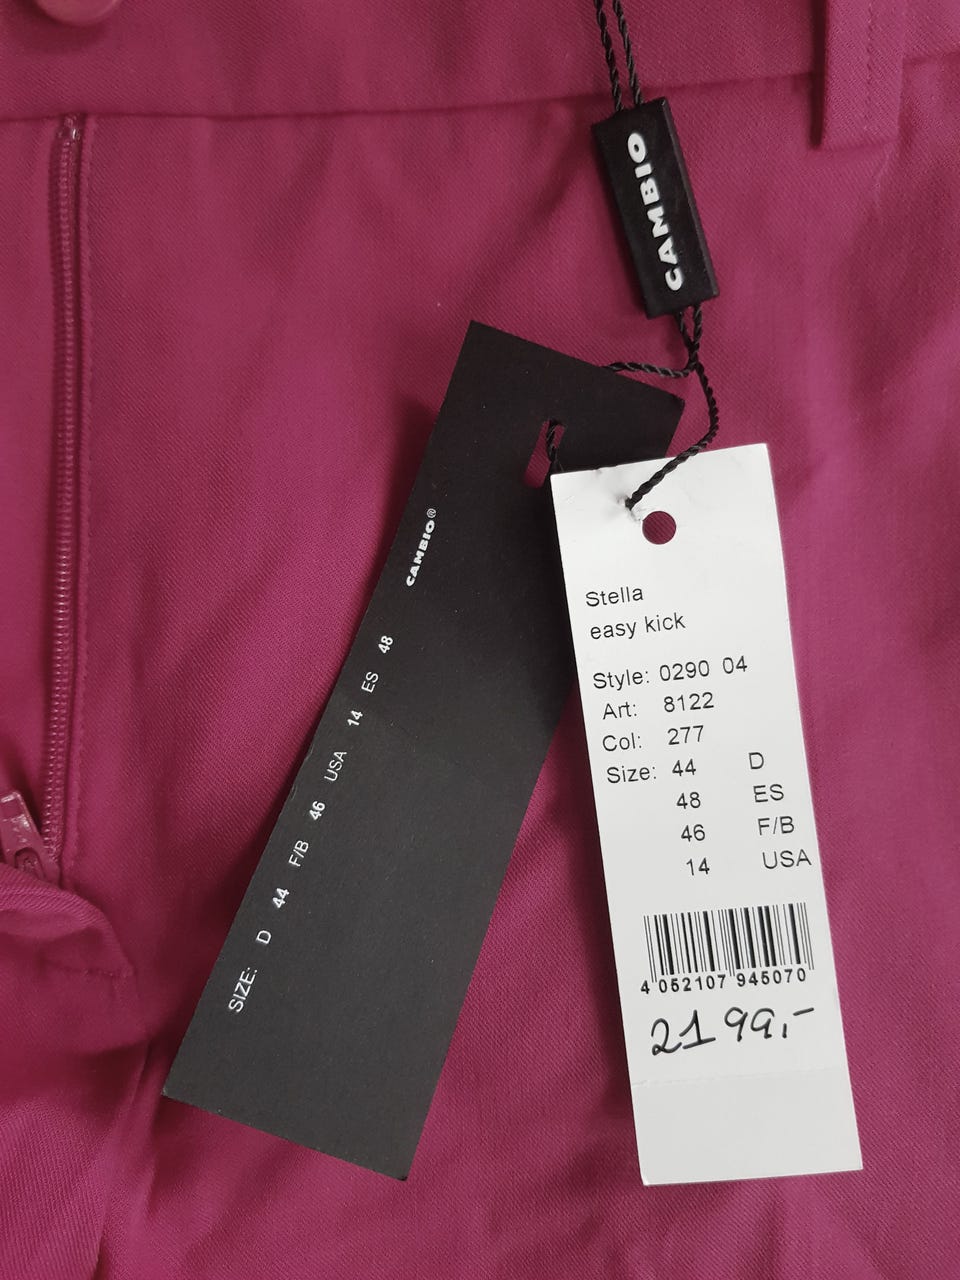 CAMBIO
CAMBIO®
SIZE: D 44 F/B 46 USA 14 ES 48
Stella
easy kick
Style: 0290 04
Art: 8122
Col: 277
Size: 44 D
48 ES
46 F/B
14 USA
4 052107 945070
2199,-